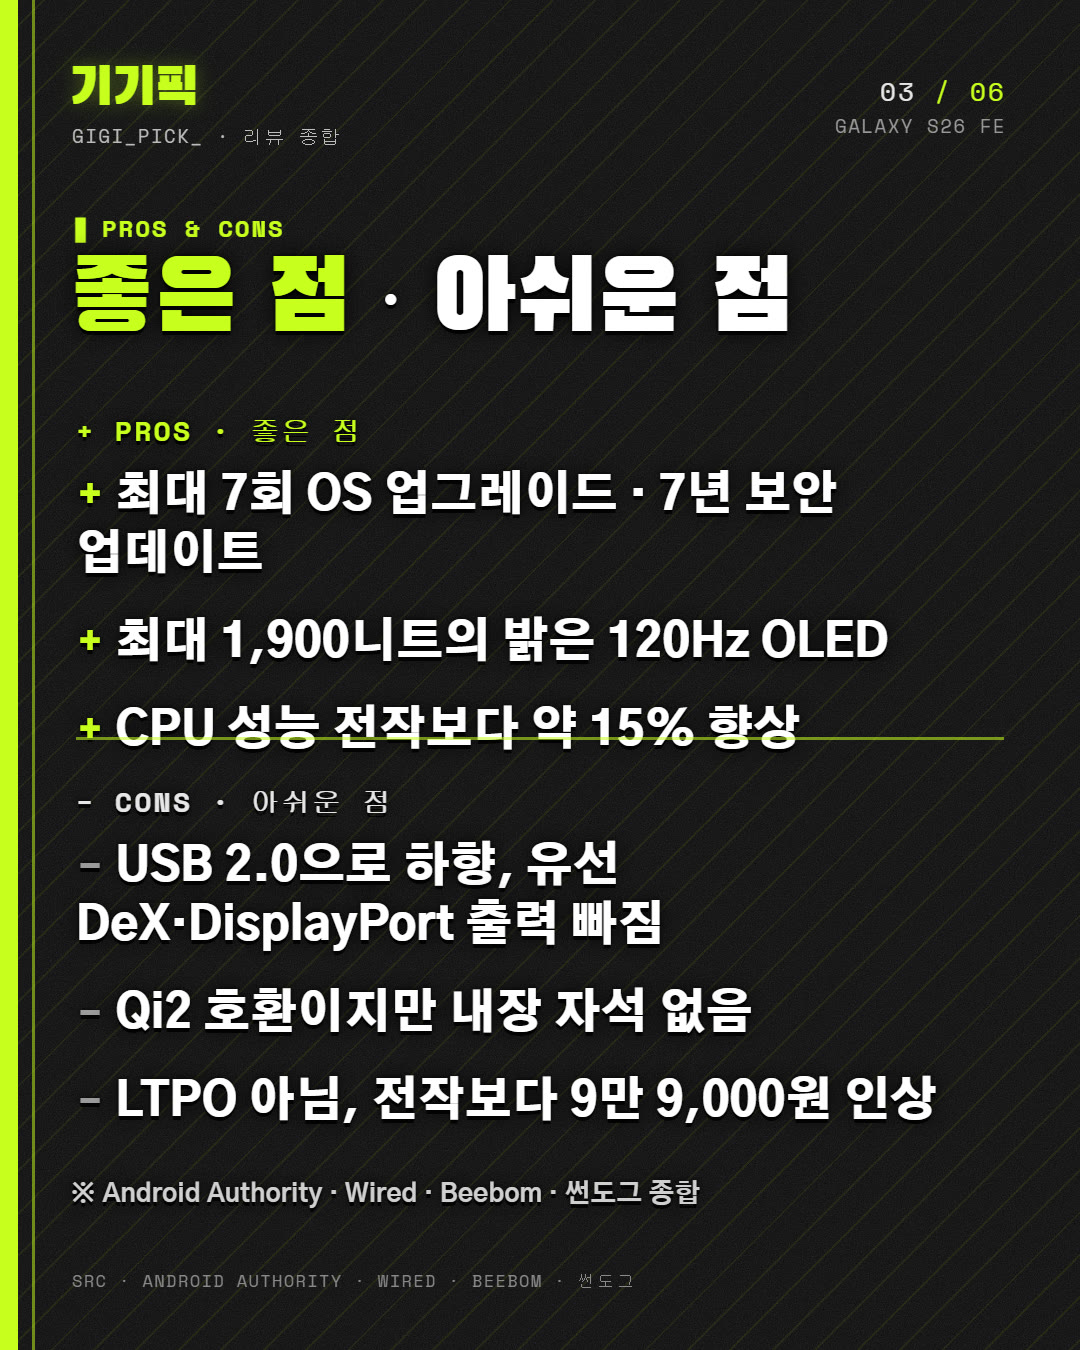 기기픽
03 / 06
GIGI_PICK_ · 리뷰 종합
GALAXY S26 FE
PROS & CONS
좋은 점 · 아쉬운 점
+ PROS · 좋은 점
+ 최대 7회 OS 업그레이드 · 7년 보안
업데이트
+ 최대 1,900니트의 밝은 120Hz OLED
+ CPU 성능 전작보다 약 15% 향상
– CONS · 아쉬운 점
– USB 2.0으로 하향, 유선
DeX·DisplayPort 출력 빠짐
– Qi2 호환이지만 내장 자석 없음
– LTPO 아님, 전작보다 9만 9,000원 인상
※ Android Authority · Wired · Beebom · 썬도그 종합
SRC · ANDROID AUTHORITY · WIRED · BEEBOM · 썬도그